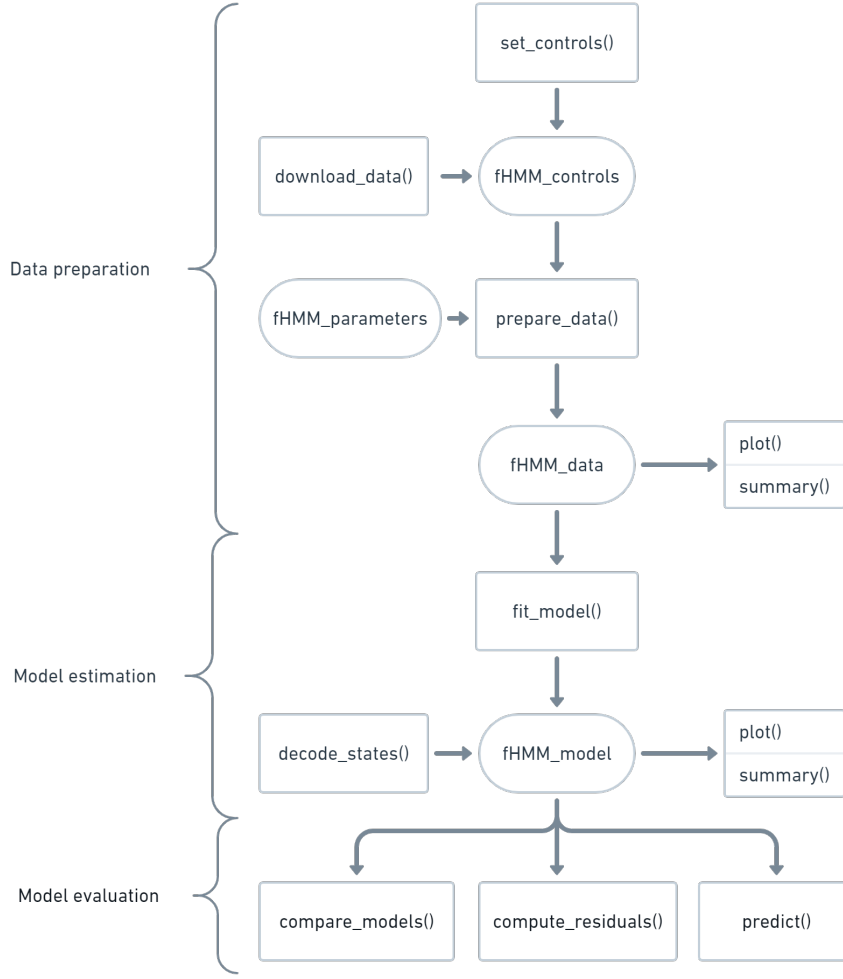 set_controls()
download_data()
fHMM_controls
Data preparation
fHMM_parameters
prepare_data()
fHMM_data
plot()
summary()
fit_model()
Model estimation
decode_states()
fHMM_model
plot()
summary()
Model evaluation
compare_models()
compute_residuals()
predict()